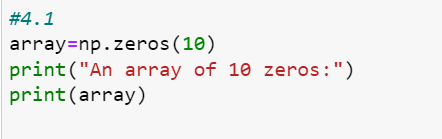 #4.1
array=np.zeros(10)
print("An array of 10 zeros:")
print(array)